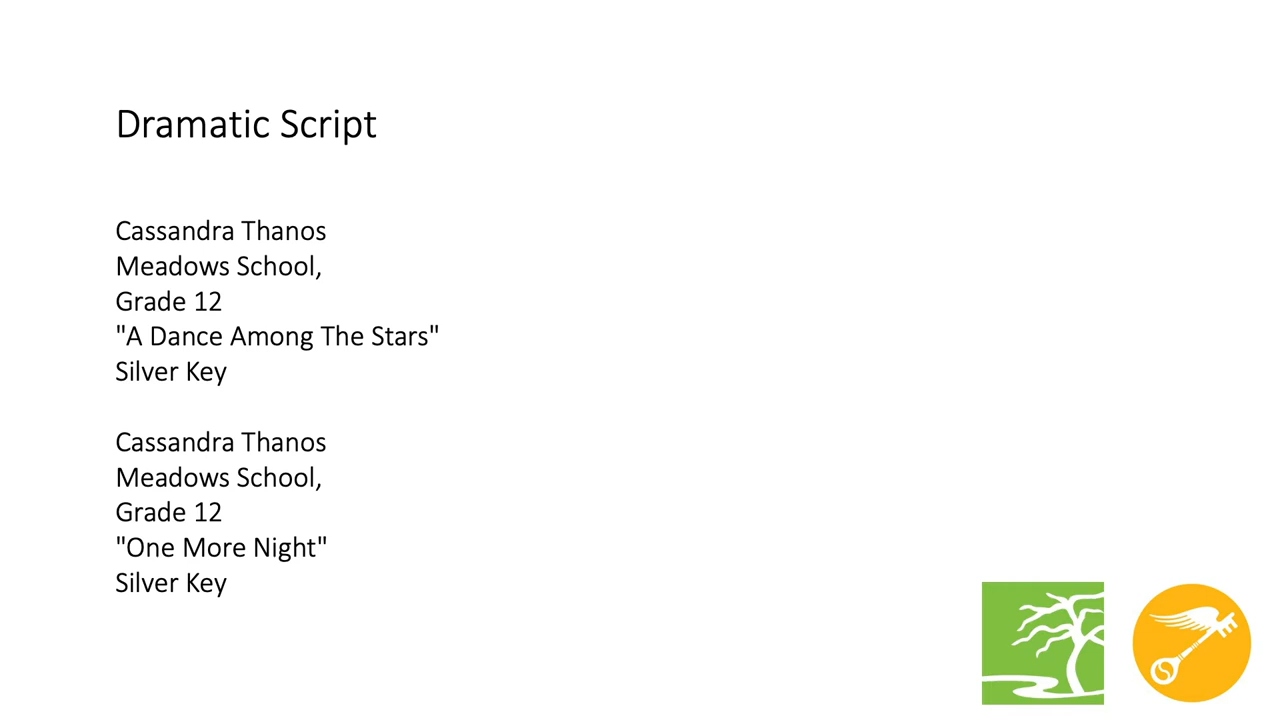 Dramatic Script
Cassandra Thanos
Meadows School,
Grade 12
"A Dance Among The Stars"
Silver Key
Cassandra Thanos
Meadows School,
Grade 12
"One More Night"
Silver Key